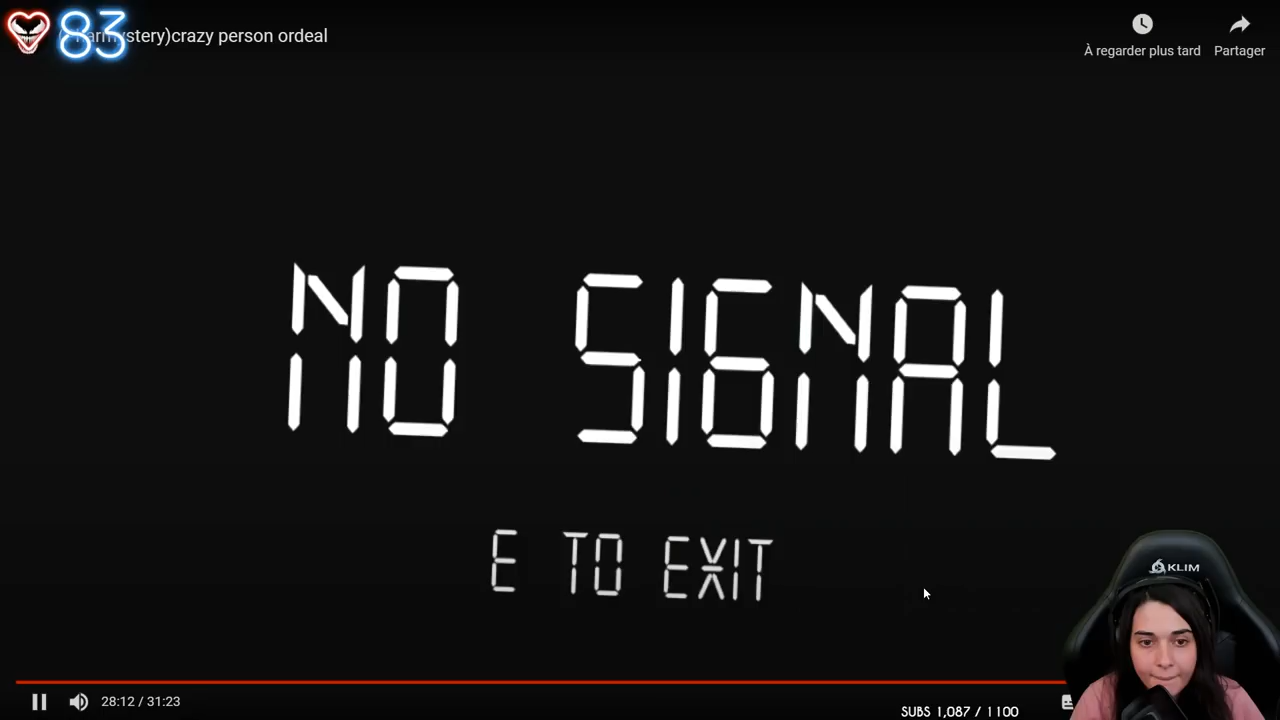 83
stery)crazy person ordeal
À regarder plus tard
Partager
NO SIGNAL
E TO EXIT
KLIM
28:12 / 31:23
SUBS 1,087 / 1100